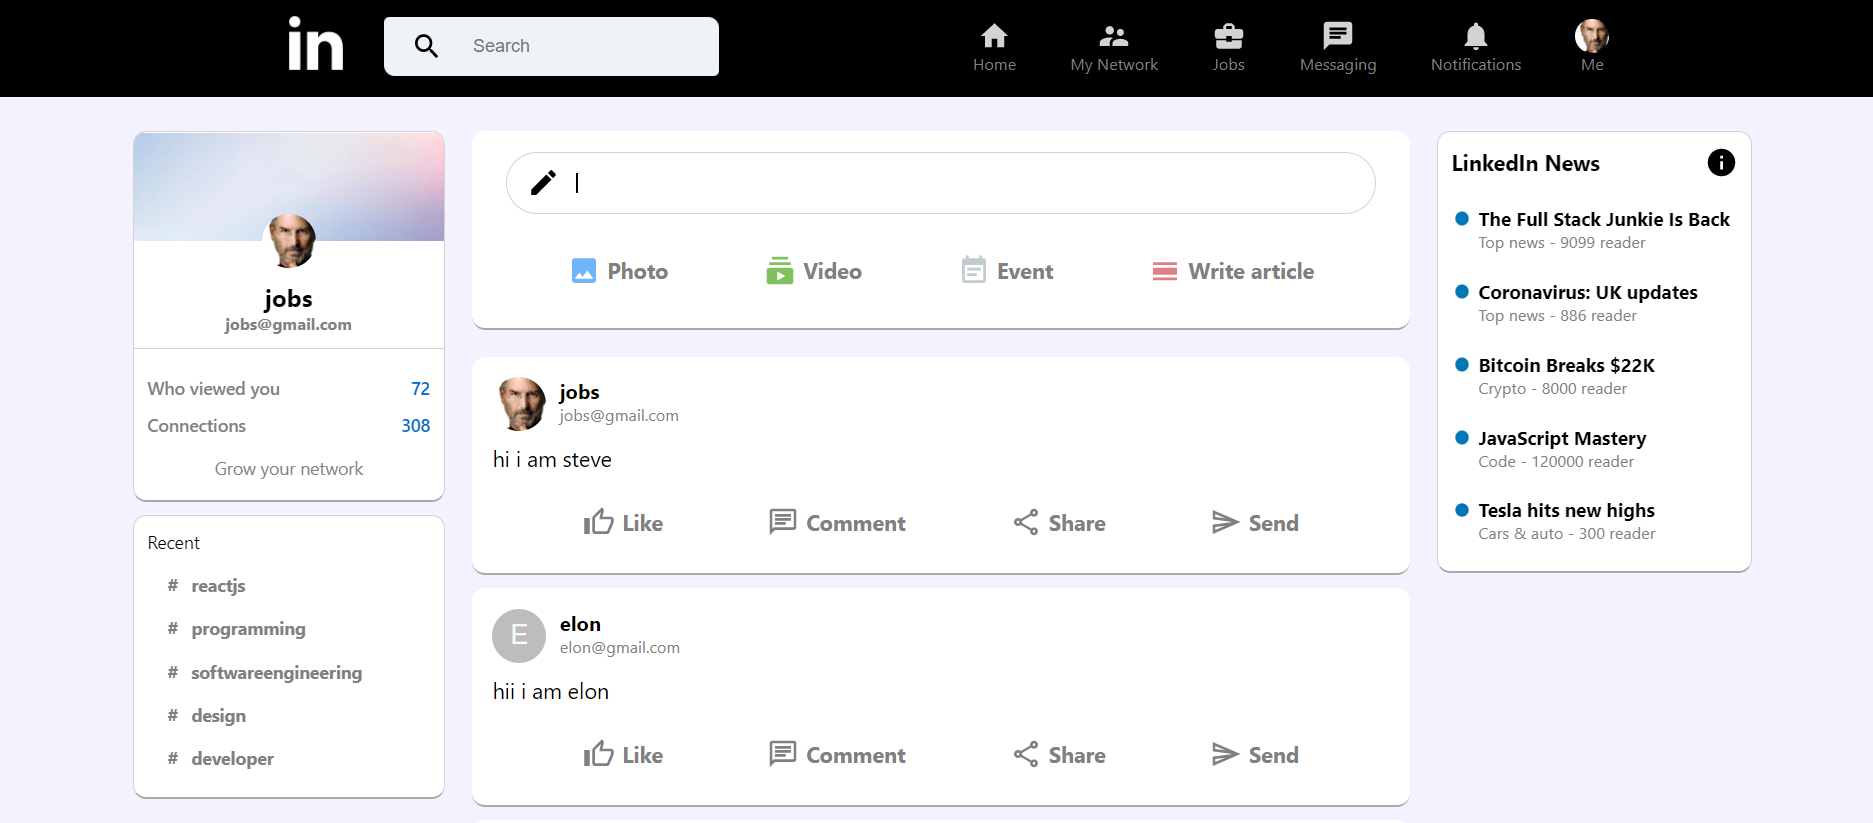 in
Search
Home
My Network
Jobs
Messaging
Notifications
Me
jobs
jobs@gmail.com
Who viewed you 72
Connections 308
Grow your network
Recent
# reactjs
# programming
# softwareengineering
# design
# developer
Photo
Video
Event
Write article
jobs
jobs@gmail.com
hi i am steve
Like
Comment
Share
Send
E
elon
elon@gmail.com
hii i am elon
Like
Comment
Share
Send
LinkedIn News
The Full Stack Junkie Is Back
Top news - 9099 reader
Coronavirus: UK updates
Top news - 886 reader
Bitcoin Breaks $22K
Crypto - 8000 reader
JavaScript Mastery
Code - 120000 reader
Tesla hits new highs
Cars & auto - 300 reader